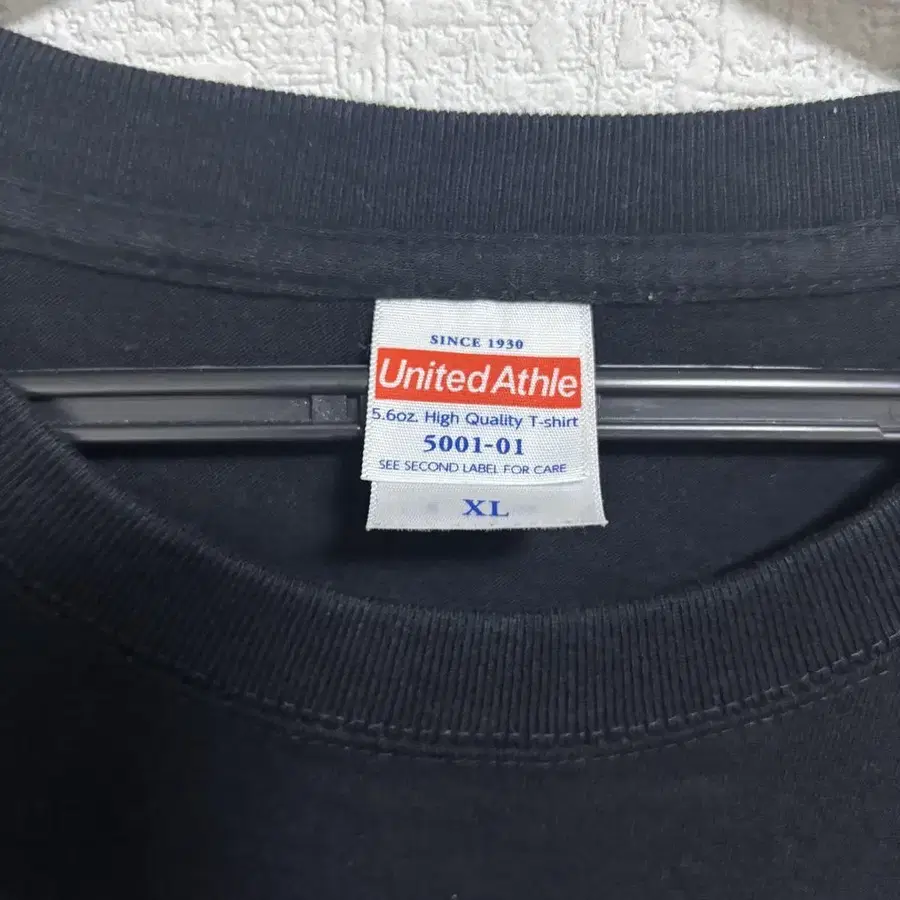 SINCE 1930
United Athle
5.6oz. High Quality T-shirt
5001-01
SEE SECOND LABEL FOR CARE
XL